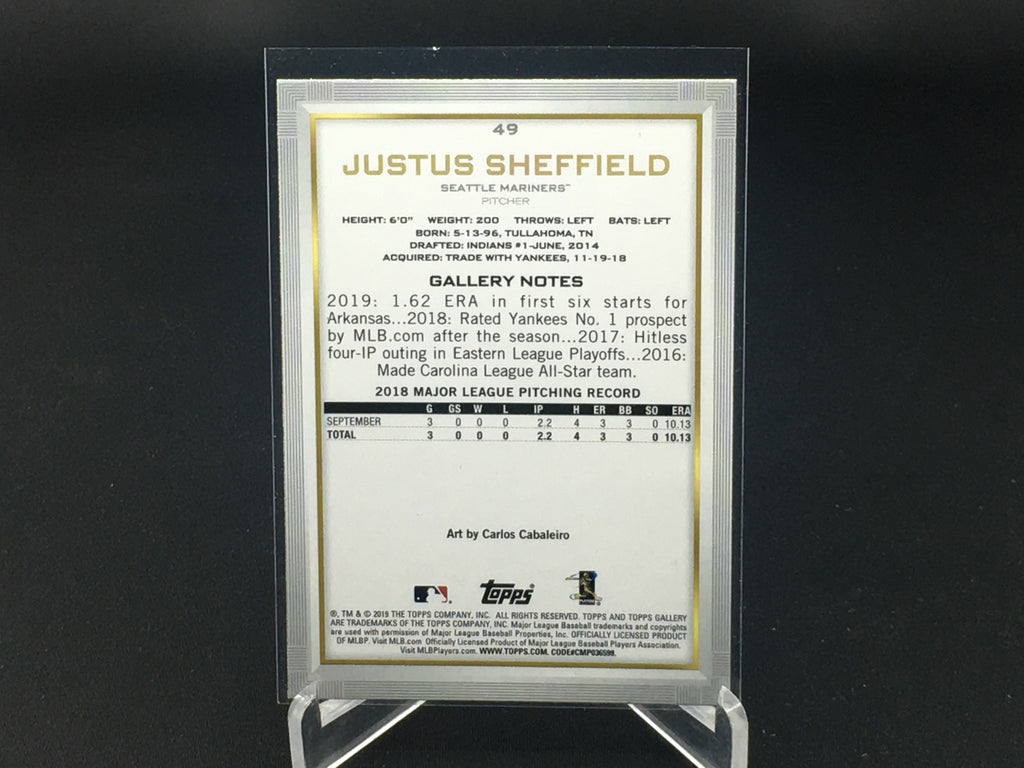 49
JUSTUS SHEFFIELD
SEATTLE MARINERS™
PITCHER
HEIGHT: 6'0" WEIGHT: 200 THROWS: LEFT BATS: LEFT
BORN: 5-13-96, TULLAHOMA, TN
DRAFTED: INDIANS #1-JUNE, 2014
ACQUIRED: TRADE WITH YANKEES, 11-19-18
GALLERY NOTES
2019: 1.62 ERA in first six starts for
Arkansas...2018: Rated Yankees No. 1 prospect
by MLB.com after the season...2017: Hitless
four-IP outing in Eastern League Playoffs...2016:
Made Carolina League All-Star team.
2018 MAJOR LEAGUE PITCHING RECORD
G GS W L IP H ER BB SO ERA
SEPTEMBER 3 0 0 0 2.2 4 3 3 0 10.13
TOTAL 3 0 0 0 2.2 4 3 3 0 10.13
Art by Carlos Cabaleiro
topps
®, TM & © 2019 THE TOPPS COMPANY, INC. ALL RIGHTS RESERVED. TOPPS AND TOPPS GALLERY
ARE TRADEMARKS OF THE TOPPS COMPANY, INC. Major League Baseball trademarks and copyrights
are used with permission of Major League Baseball Properties, Inc. OFFICIALLY LICENSED PRODUCT
OF MLBP. Visit MLB.com Officially Licensed Product of Major League Baseball Players Association.
Visit MLBPlayers.com. WWW.TOPPS.COM. CODE#CMP036599.